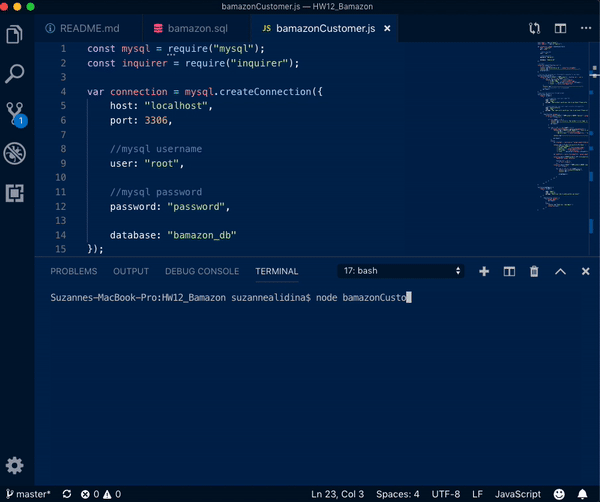 bamazonCustomer.js — HW12_Bamazon
README.md
bamazon.sql
JS bamazonCustomer.js
1 const mysql = require("mysql");
2 const inquirer = require("inquirer");
3
4 var connection = mysql.createConnection({
5 host: "localhost",
6 port: 3306,
7
8 //mysql username
9 user: "root",
10
11 //mysql password
12 password: "password",
13
14 database: "bamazon_db"
15 });
1
PROBLEMS OUTPUT DEBUG CONSOLE TERMINAL 17: bash
Suzannes-MacBook-Pro:HW12_Bamazon suzannealidina$ node bamazonCusto
master* 0 0 Ln 23, Col 3 Spaces: 4 UTF-8 LF JavaScript